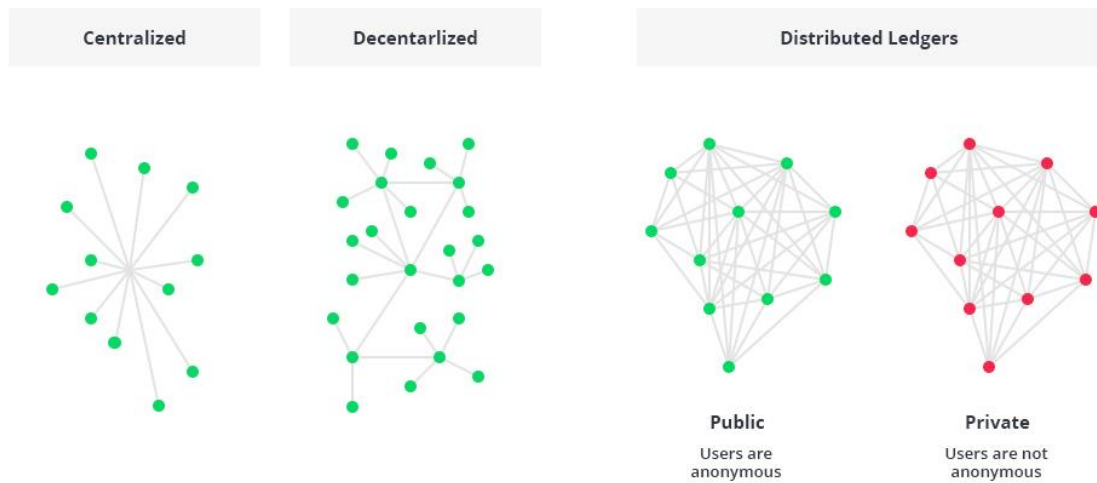 Centralized
Decentarlized
Distributed Ledgers
Public
Users are
anonymous
Private
Users are not
anonymous